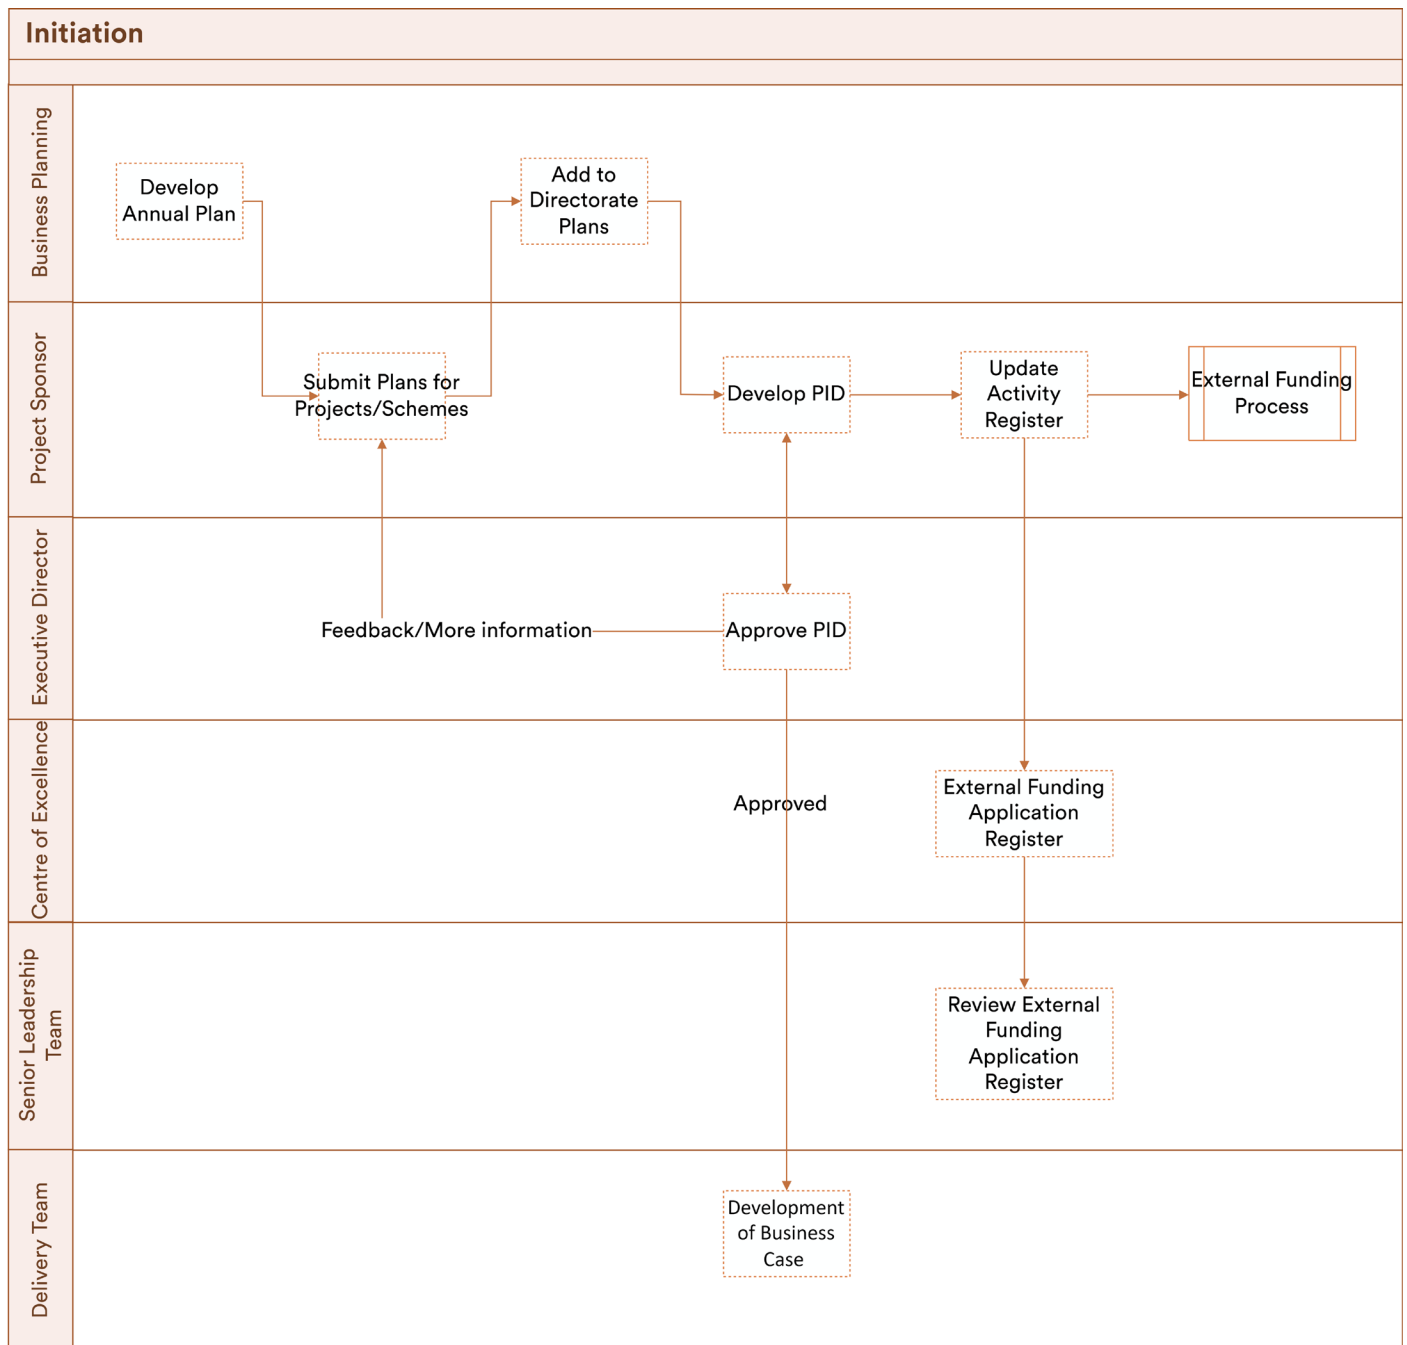 Initiation
Business Planning
Develop
Annual Plan
Add to
Directorate
Plans
Project Sponsor
Submit Plans for
Projects/Schemes
Develop PID
Update
Activity
Register
External Funding
Process
Executive Director
Feedback/More information
Approve PID
Centre of Excellence
Approved
External Funding
Application
Register
Senior Leadership
Team
Review External
Funding
Application
Register
Delivery Team
Development
of Business
Case